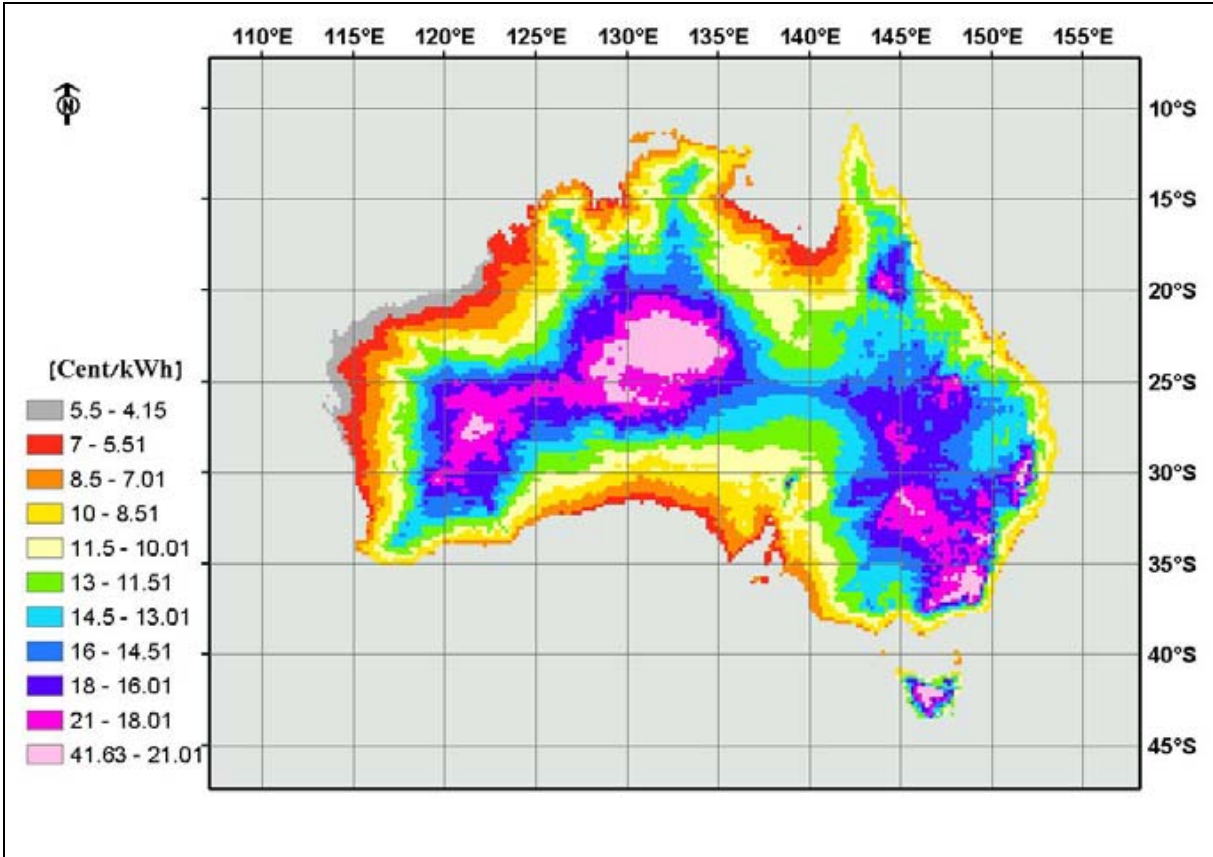 110°E 115°E 120°E 125°E 130°E 135°E 140°E 145°E 150°E 155°E
N
10°S
15°S
20°S
25°S
30°S
35°S
40°S
45°S
[Cent/kWh]
5.5 - 4.15
7 - 5.51
8.5 - 7.01
10 - 8.51
11.5 - 10.01
13 - 11.51
14.5 - 13.01
16 - 14.51
18 - 16.01
21 - 18.01
41.63 - 21.01